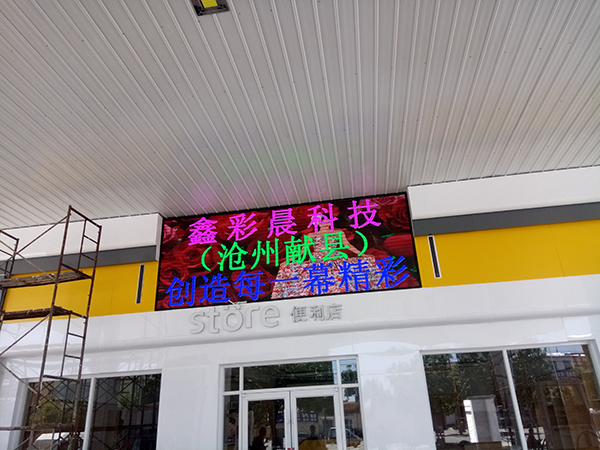 鑫彩晨科技
（沧州献县）
创造每一幕精彩
store 便利店